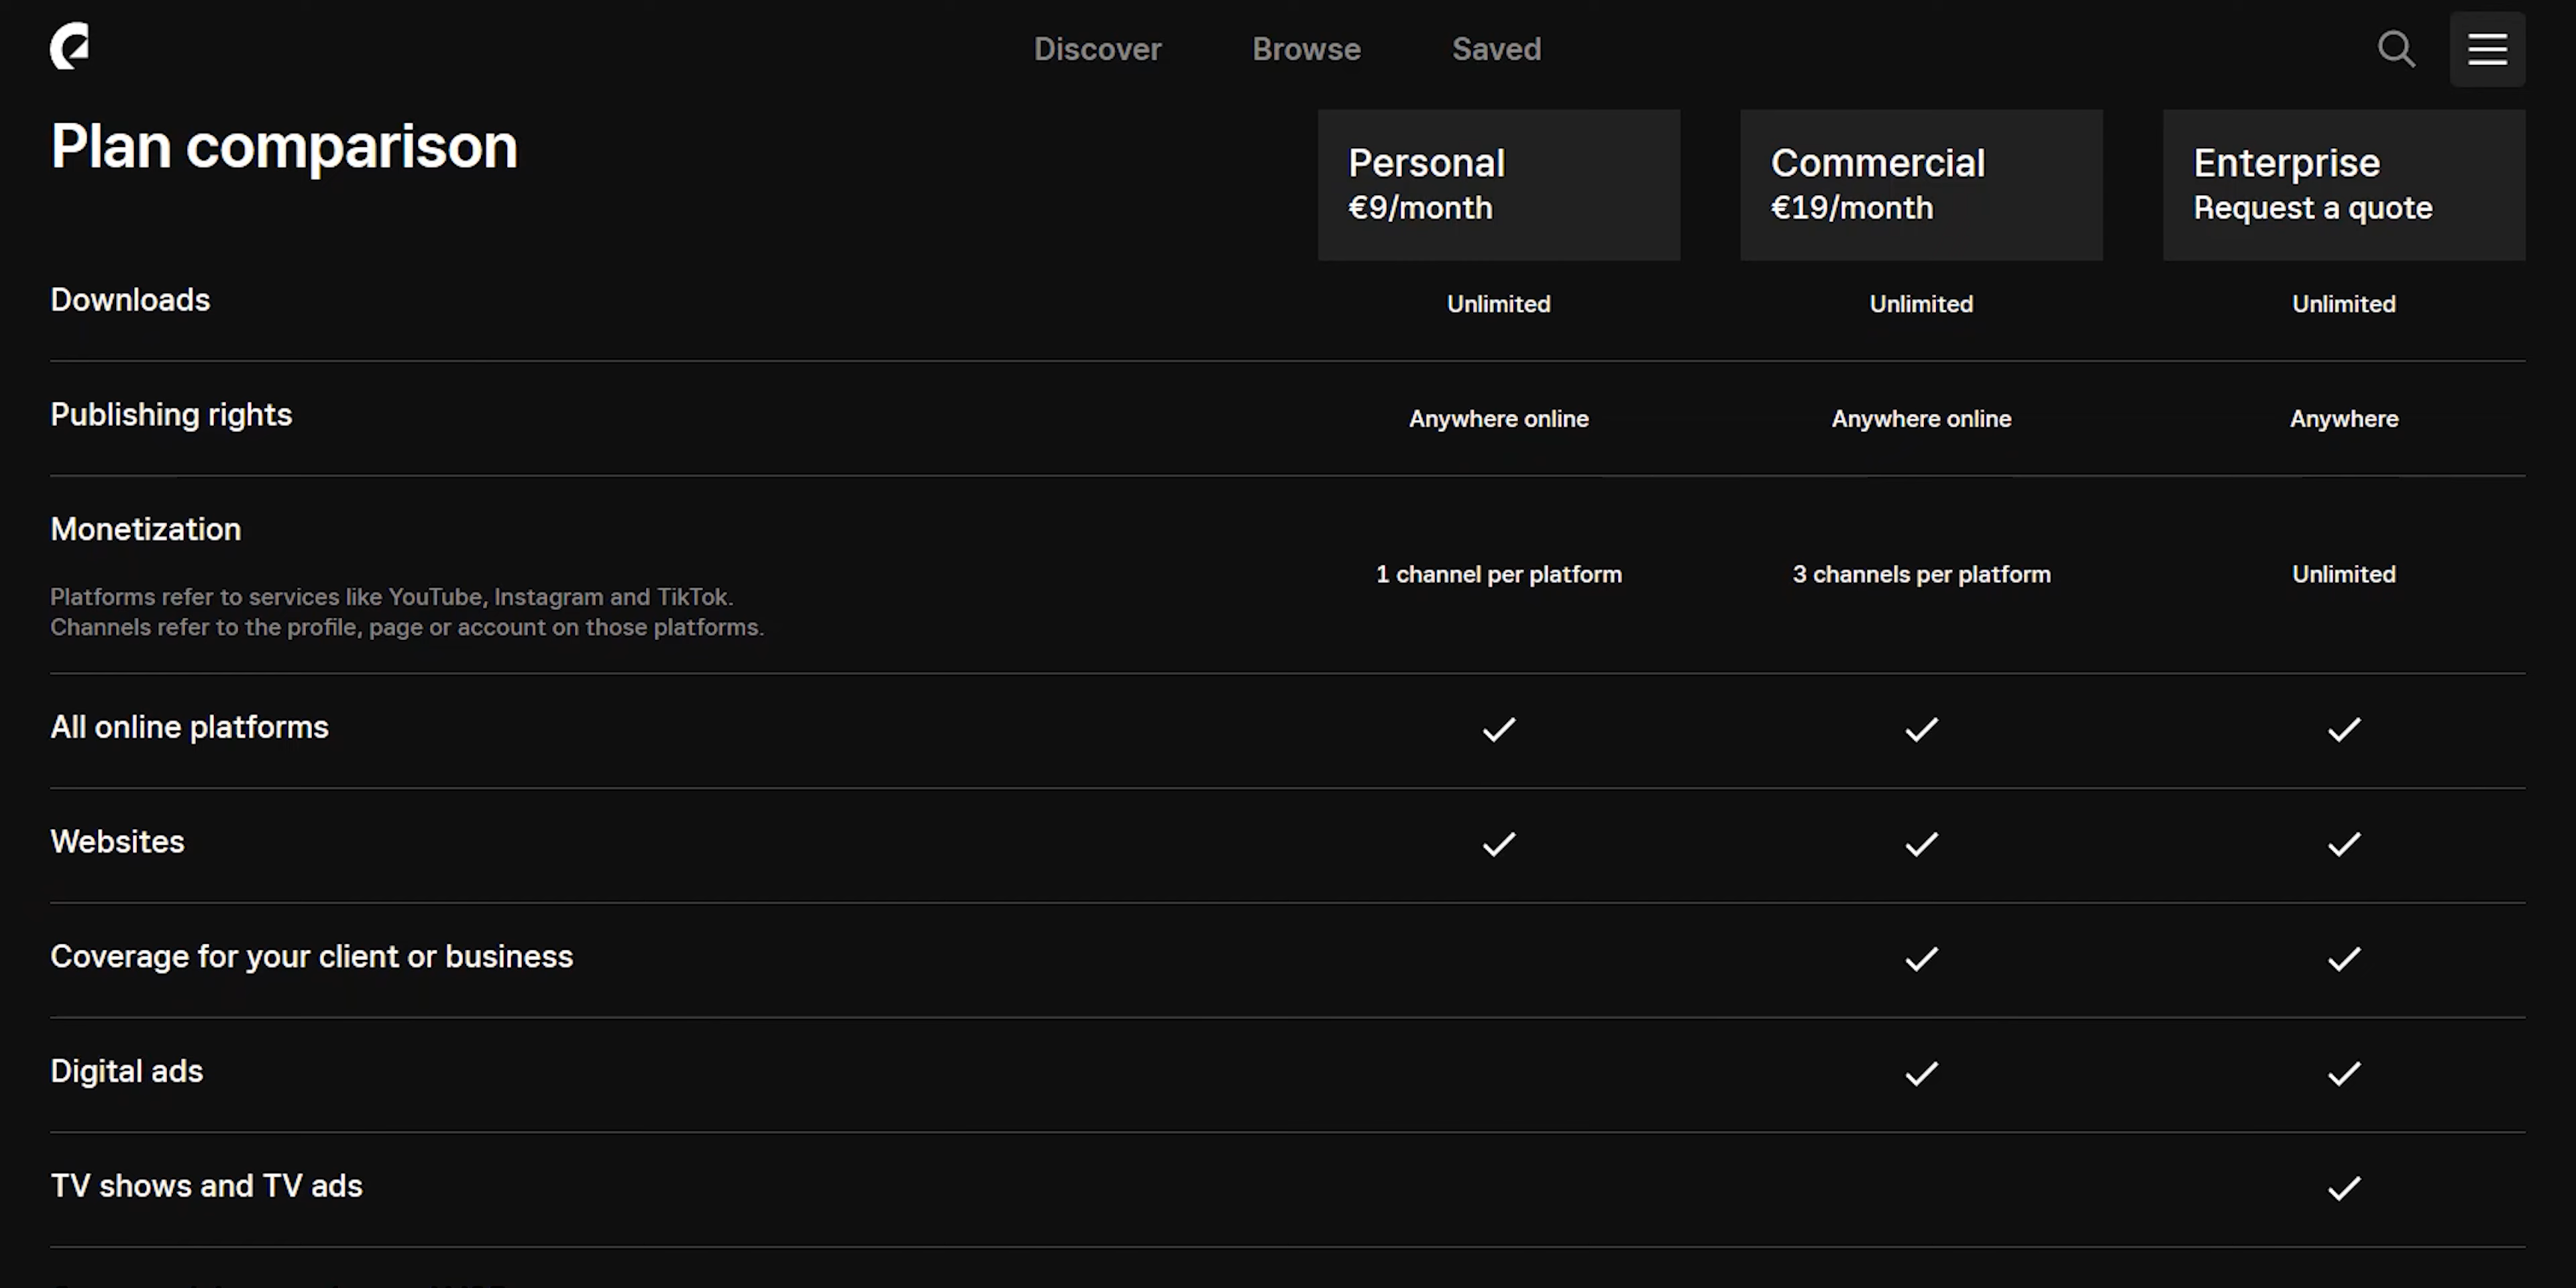 Discover Browse Saved
Plan comparison
Personal
€9/month
Commercial
€19/month
Enterprise
Request a quote
Downloads Unlimited Unlimited Unlimited
Publishing rights Anywhere online Anywhere online Anywhere
Monetization
Platforms refer to services like YouTube, Instagram and TikTok.
Channels refer to the profile, page or account on those platforms.
1 channel per platform 3 channels per platform Unlimited
All online platforms
Websites
Coverage for your client or business
Digital ads
TV shows and TV ads